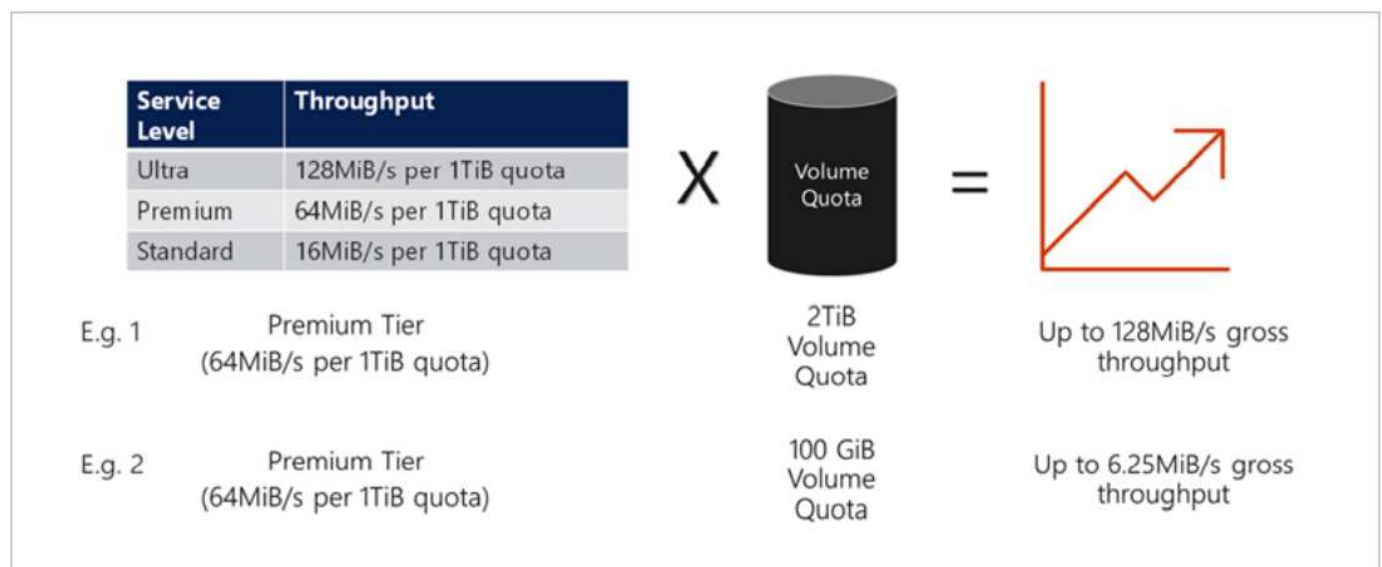 Service Level
Throughput
Ultra
128MiB/s per 1TiB quota
Premium
64MiB/s per 1TiB quota
Standard
16MiB/s per 1TiB quota
X
Volume
Quota
=
E.g. 1
Premium Tier
(64MiB/s per 1TiB quota)
2TiB
Volume
Quota
Up to 128MiB/s gross
throughput
E.g. 2
Premium Tier
(64MiB/s per 1TiB quota)
100 GiB
Volume
Quota
Up to 6.25MiB/s gross
throughput